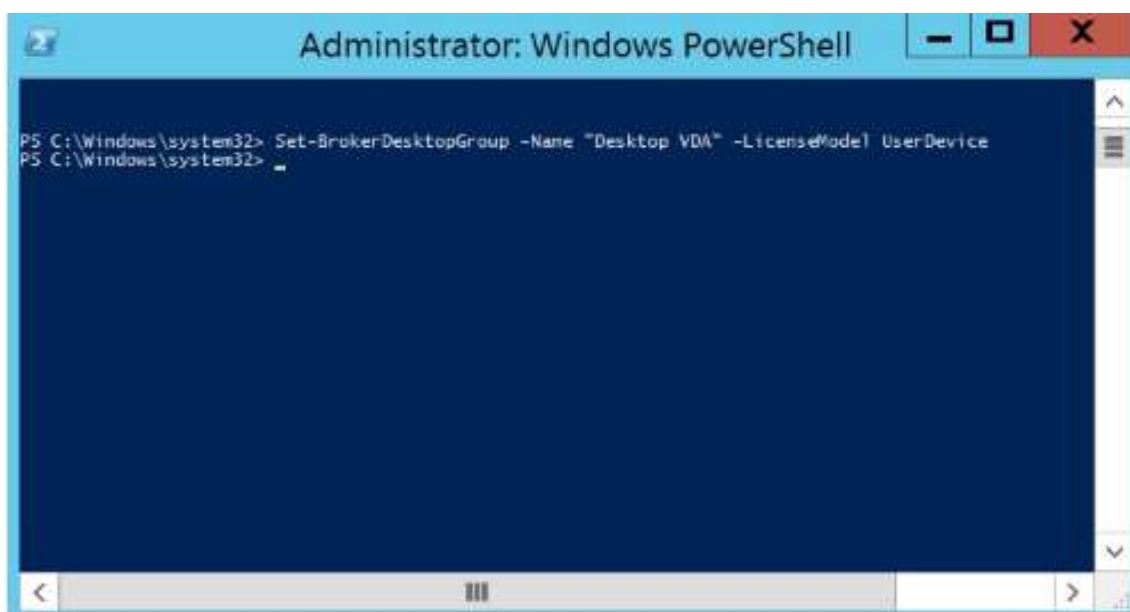 Administrator: Windows PowerShell
PS C:\Windows\system32> Set-BrokerDesktopGroup -Name "Desktop VDA" -LicenseModel UserDevice
PS C:\Windows\system32> _